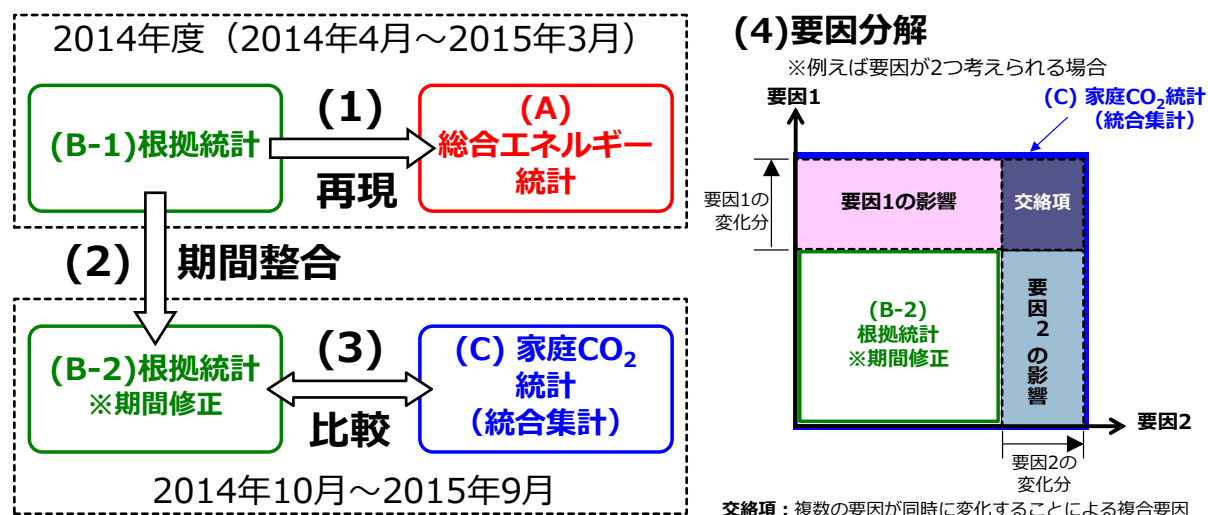 2014年度（2014年4月～2015年3月）
(B-1)根拠統計
(1)
再現
(A)
総合エネルギー
統計
(2)
期間整合
(B-2)根拠統計
※期間修正
(3)
比較
(C) 家庭CO₂
統計
（統合集計）
2014年10月～2015年9月
(4)要因分解
※例えば要因が2つ考えられる場合
要因1
(C) 家庭CO₂統計
（統合集計）
要因1の
変化分
要因1の影響
交絡項
(B-2)
根拠統計
※期間修正
要因2の影響
要因2
要因2の
変化分
交絡項：複数の要因が同時に変化することによる複合要因